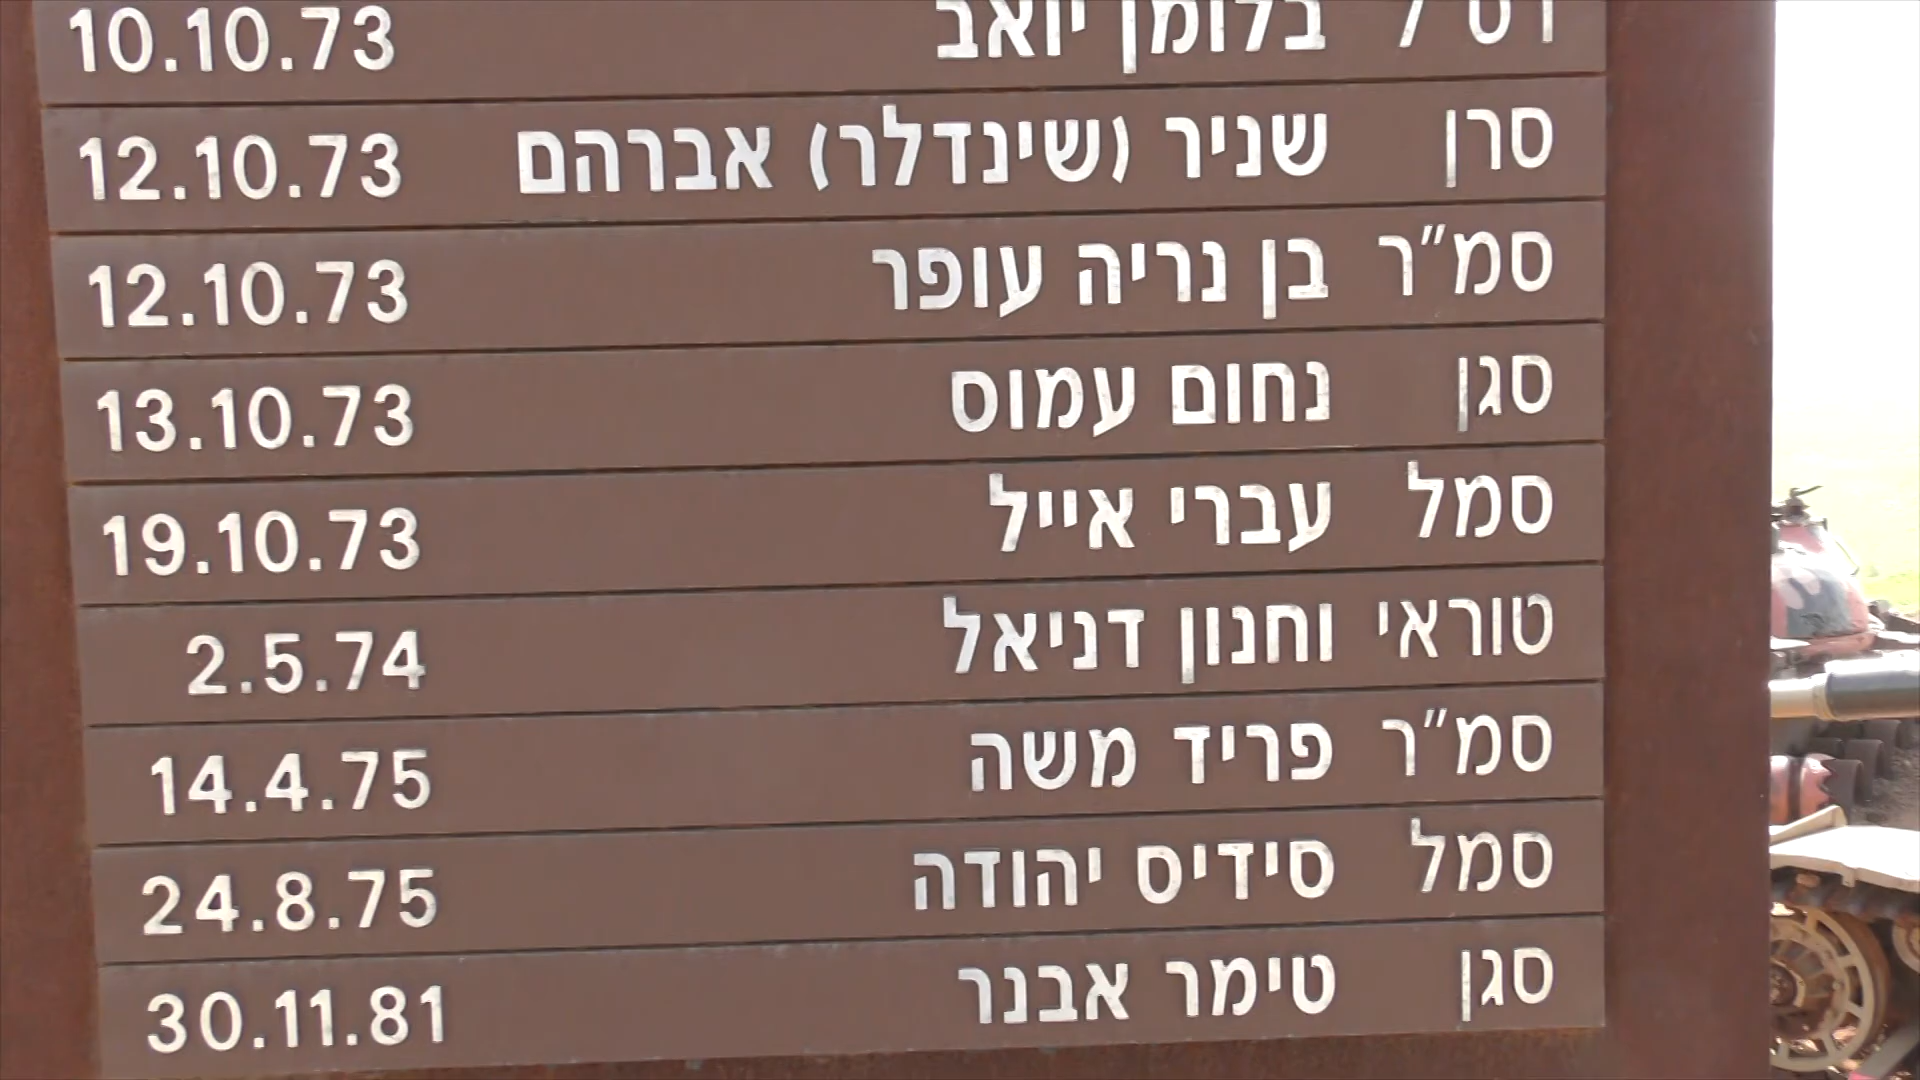 רס״ל בלומן יואב 10.10.73
סרן שניר (שינדלר) אברהם 12.10.73
סמ״ר בן נריה עופר 12.10.73
סגן נחום עמוס 13.10.73
סמל עברי אייל 19.10.73
טוראי וחנון דניאל 2.5.74
סמ״ר פריד משה 14.4.75
סמל סידיס יהודה 24.8.75
סגן טימר אבנר 30.11.81